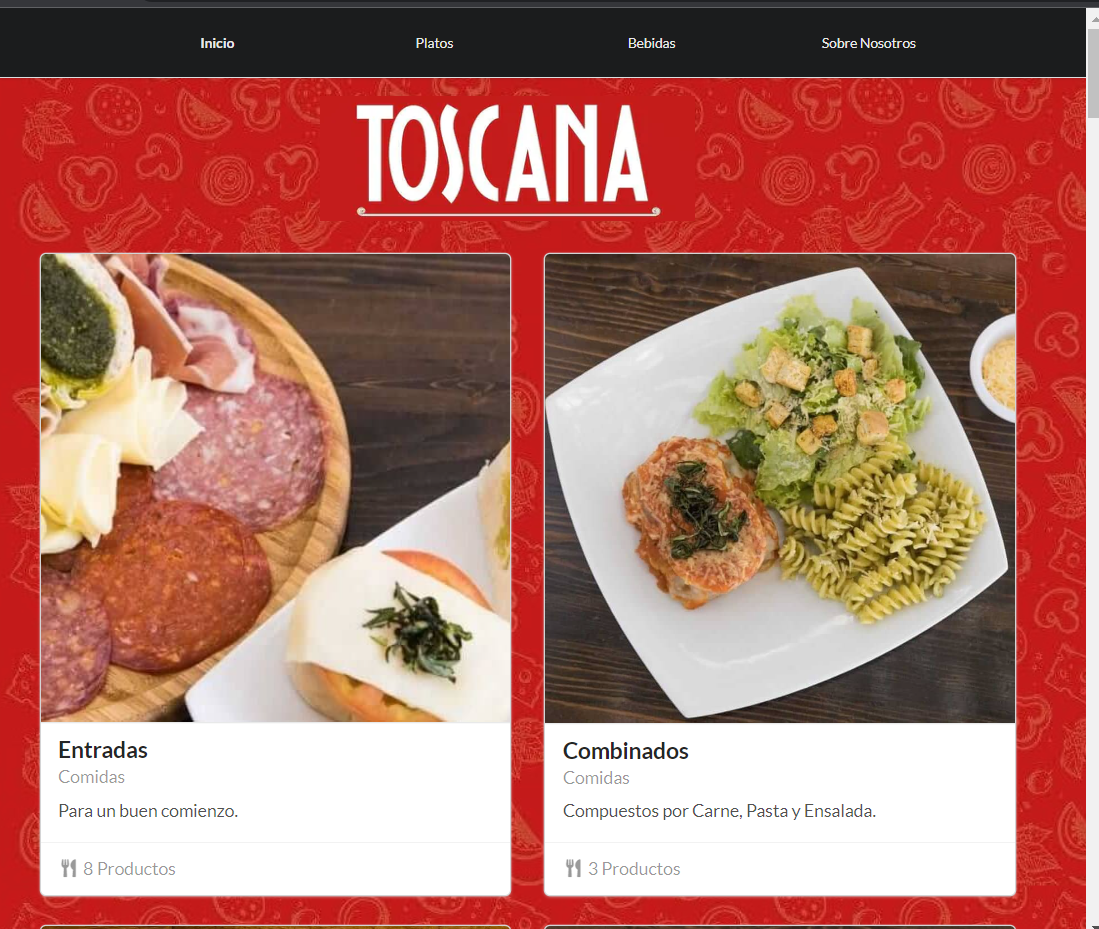 Inicio
Platos
Bebidas
Sobre Nosotros
TOSCANA
Entradas
Comidas
Para un buen comienzo.
8 Productos
Combinados
Comidas
Compuestos por Carne, Pasta y Ensalada.
3 Productos